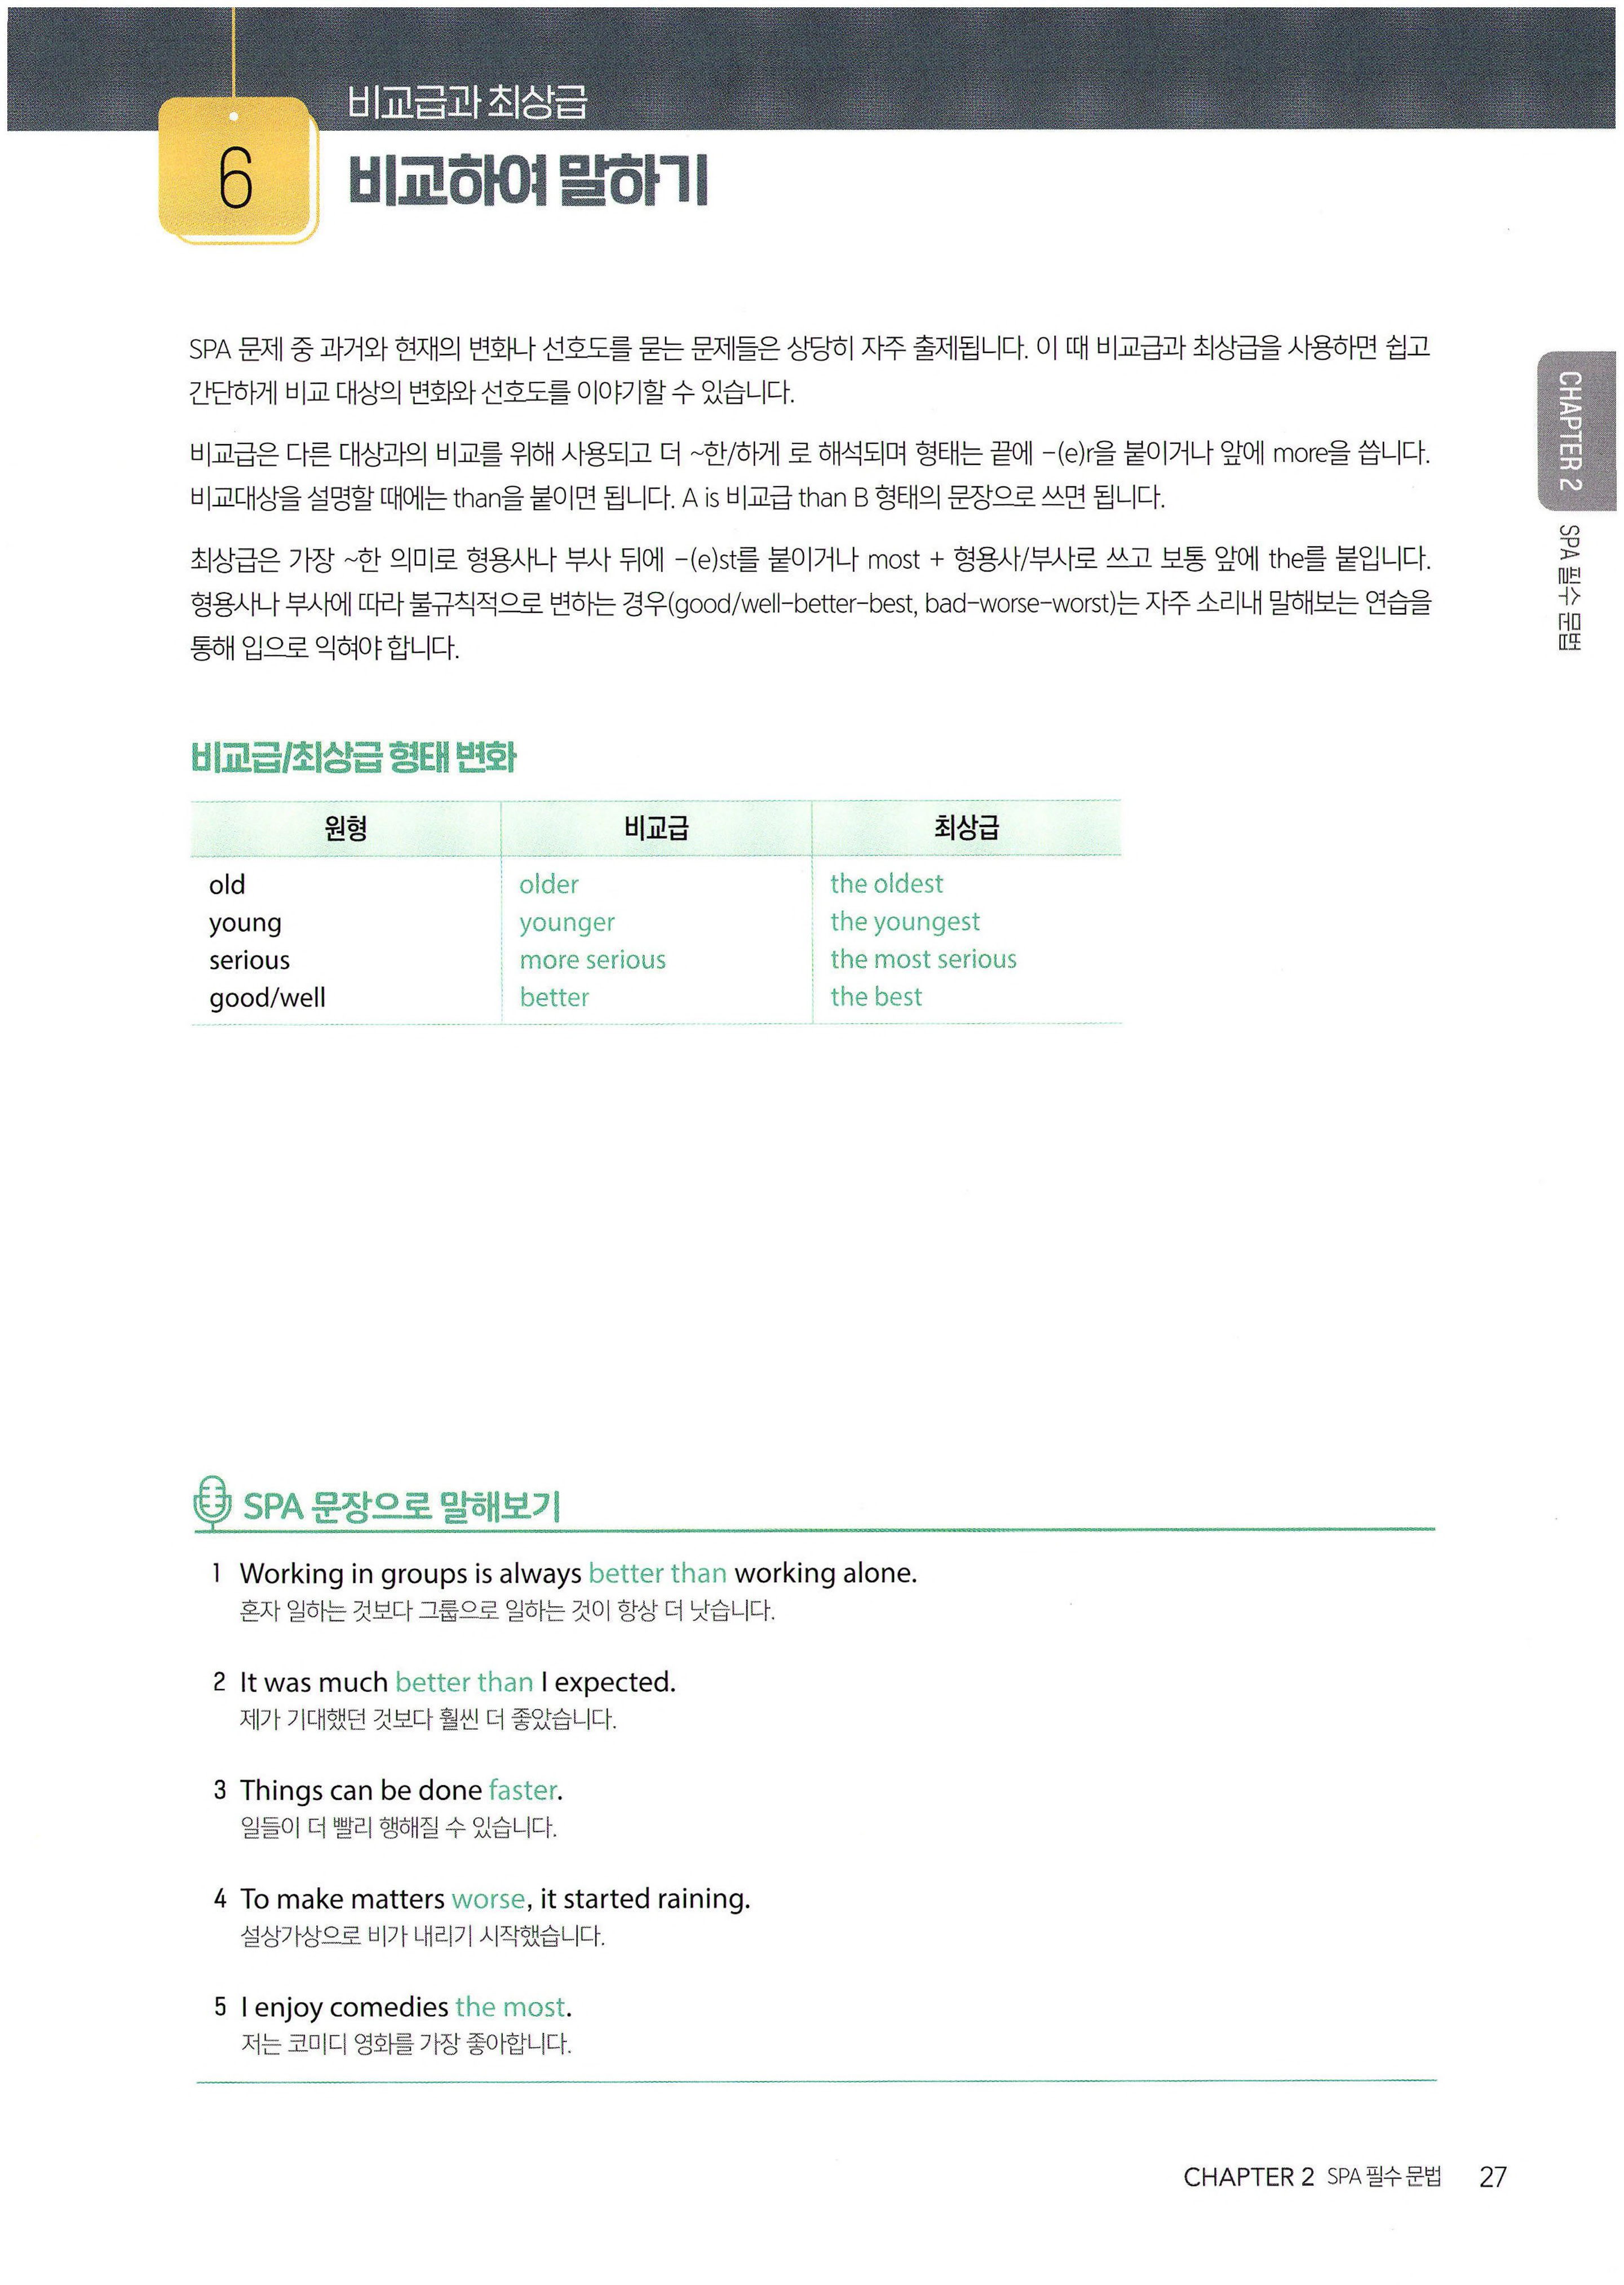 비교급과 최상급
6
비교하여 말하기
SPA 문제 중 과거와 현재의 변화나 선호도를 묻는 문제들은 상당히 자주 출제됩니다. 이 때 비교급과 최상급을 사용하면 쉽고
간단하게 비교 대상의 변화와 선호도를 이야기할 수 있습니다.
비교급은 다른 대상과의 비교를 위해 사용되고 더 ~한/하게 로 해석되며 형태는 끝에 -(e)r을 붙이거나 앞에 more을 씁니다.
비교대상을 설명할 때에는 than을 붙이면 됩니다. A is 비교급 than B 형태의 문장으로 쓰면 됩니다.
최상급은 가장 ~한 의미로 형용사나 부사 뒤에 -(e)st를 붙이거나 most + 형용사/부사로 쓰고 보통 앞에 the를 붙입니다.
형용사나 부사에 따라 불규칙적으로 변하는 경우(good/well-better-best, bad-worse-worst)는 자주 소리내 말해보는 연습을
통해 입으로 익혀야 합니다.
CHAPTER 2 SPA 필수 문법
비교급/최상급 형태 변화
원형 비교급 최상급
old older the oldest
young younger the youngest
serious more serious the most serious
good/well better the best
SPA 문장으로 말해보기
1 Working in groups is always better than working alone.
혼자 일하는 것보다 그룹으로 일하는 것이 항상 더 낫습니다.
2 It was much better than I expected.
제가 기대했던 것보다 훨씬 더 좋았습니다.
3 Things can be done faster.
일들이 더 빨리 행해질 수 있습니다.
4 To make matters worse, it started raining.
설상가상으로 비가 내리기 시작했습니다.
5 I enjoy comedies the most.
저는 코미디 영화를 가장 좋아합니다.
CHAPTER 2 SPA 필수 문법 27